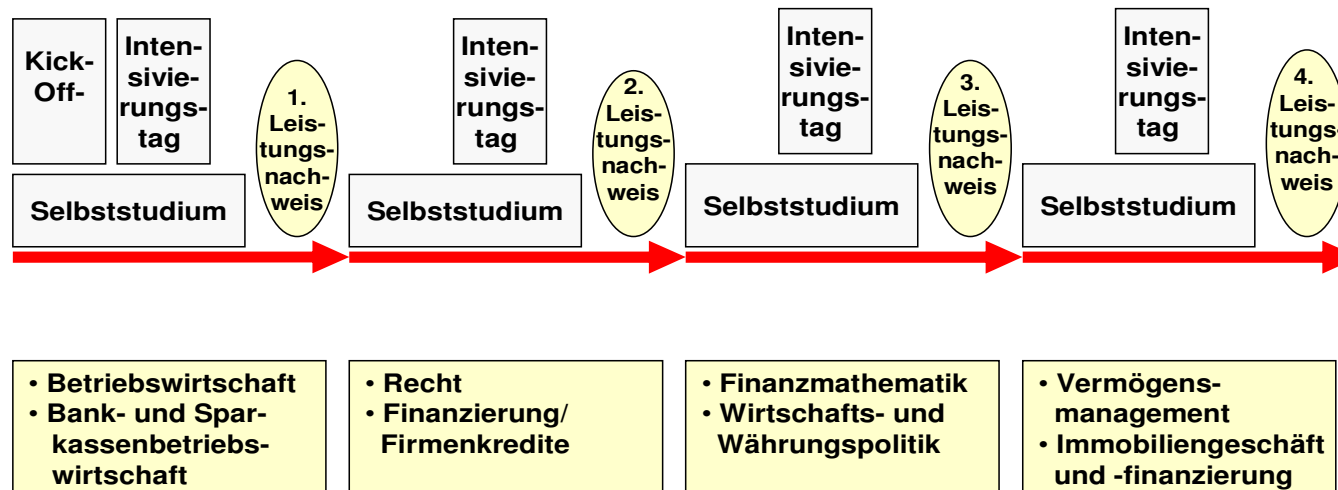 Kick-
Off-
Inten-
sivie-
rungs-
tag
1.
Leis-
tungs-
nach-
weis
Selbststudium
Inten-
sivie-
rungs-
tag
2.
Leis-
tungs-
nach-
weis
Selbststudium
Inten-
sivie-
rungs-
tag
3.
Leis-
tungs-
nach-
weis
Selbststudium
Inten-
sivie-
rungs-
tag
4.
Leis-
tungs-
nach-
weis
Selbststudium
• Betriebswirtschaft
• Bank- und Spar-
kassenbetriebs-
wirtschaft
• Recht
• Finanzierung/
Firmenkredite
• Finanzmathematik
• Wirtschafts- und
Währungspolitik
• Vermögens-
management
• Immobiliengeschäft
und -finanzierung